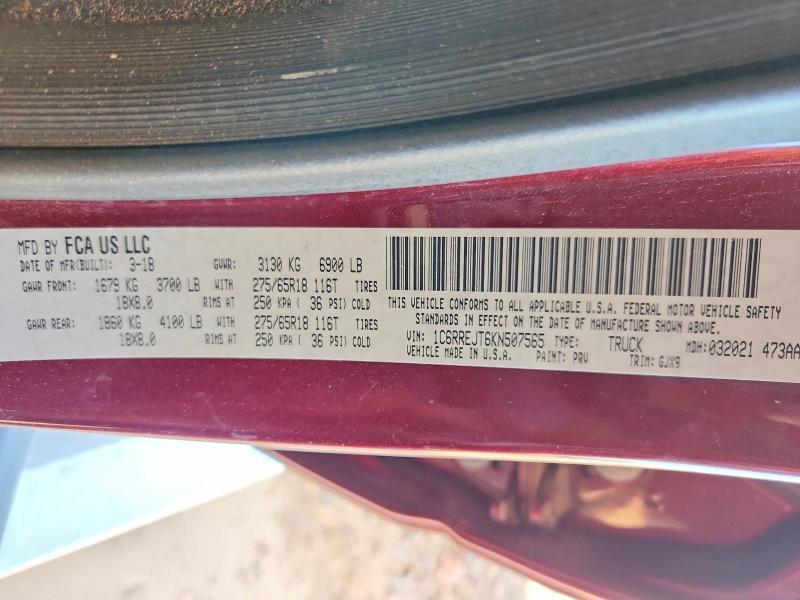 MFD BY FCA US LLC
DATE OF MFR(BUILT): 3-18 GVWR: 3130 KG 6900 LB
GAWR FRONT: 1679 KG 3700 LB WITH 275/65R18 116T TIRES
18X8.0 RIMS AT 250 KPA ( 36 PSI) COLD
GAWR REAR: 1860 KG 4100 LB WITH 275/65R18 116T TIRES
18X8.0 RIMS AT 250 KPA ( 36 PSI) COLD
THIS VEHICLE CONFORMS TO ALL APPLICABLE U.S.A. FEDERAL MOTOR VEHICLE SAFETY
STANDARDS IN EFFECT ON THE DATE OF MANUFACTURE SHOWN ABOVE.
VIN: 1C6RREJT6KN507565 TYPE: TRUCK MDH:032021 473AA
VEHICLE MADE IN U.S.A. PAINT: PRV TRIM: GJX9